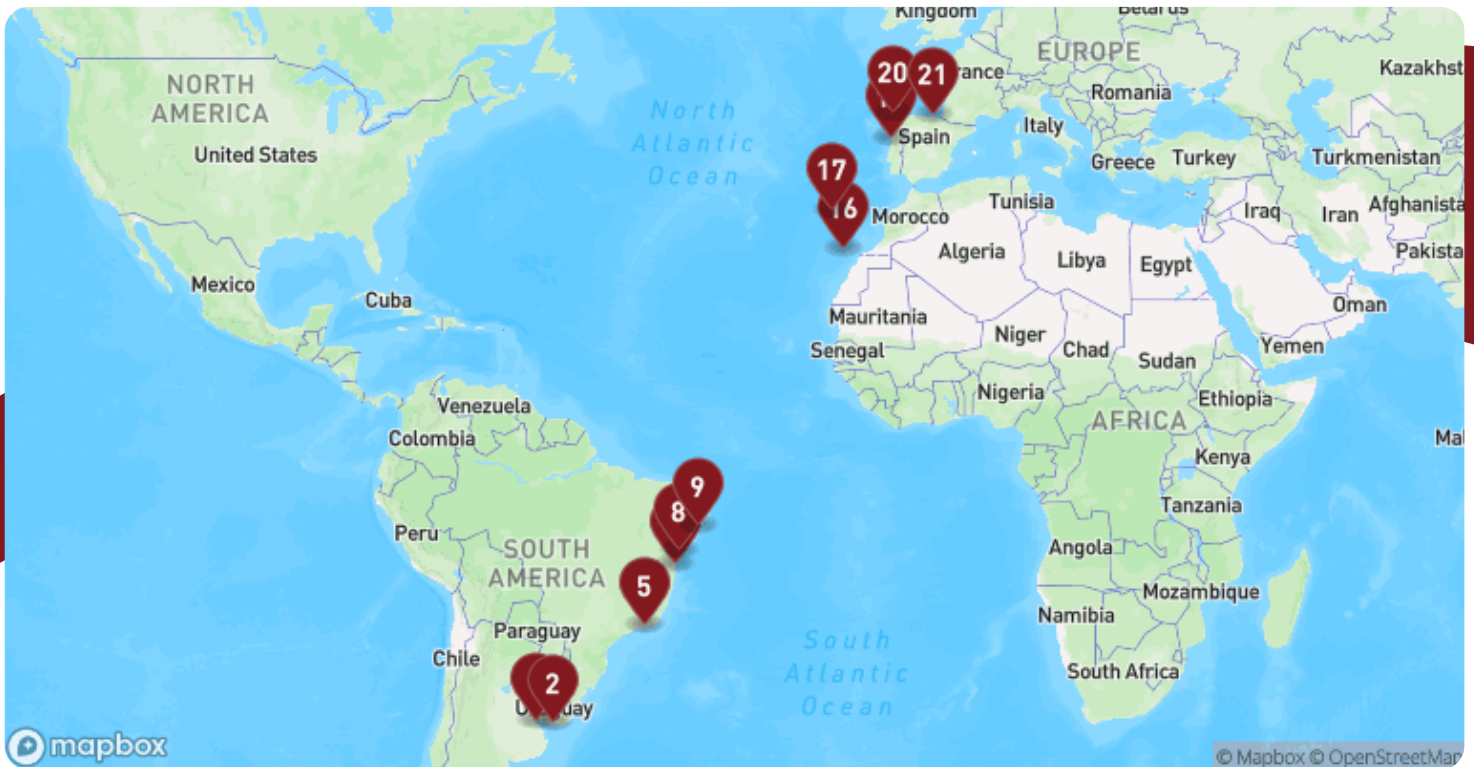 Kingdom
Belarus
EUROPE
Kazakhst
20
21
rance
Romania
NORTH
AMERICA
North
Atlantic
Ocean
Spain
Italy
Greece
Turkey
Turkmenistan
United States
17
16
Morocco
Tunisia
Iraq
Iran
Afghanista
Algeria
Libya
Egypt
Pakista
Mexico
Cuba
Mauritania
Niger
Chad
Sudan
Oman
Yemen
Senegal
Nigeria
Ethiopia
Venezuela
Colombia
AFRICA
Kenya
Mal
9
8
Tanzania
Peru
SOUTH
AMERICA
Angola
5
Mozambique
Namibia
Paraguay
South
Atlantic
Ocean
Chile
South Africa
2
U uay
mapbox
© Mapbox © OpenStreetMap